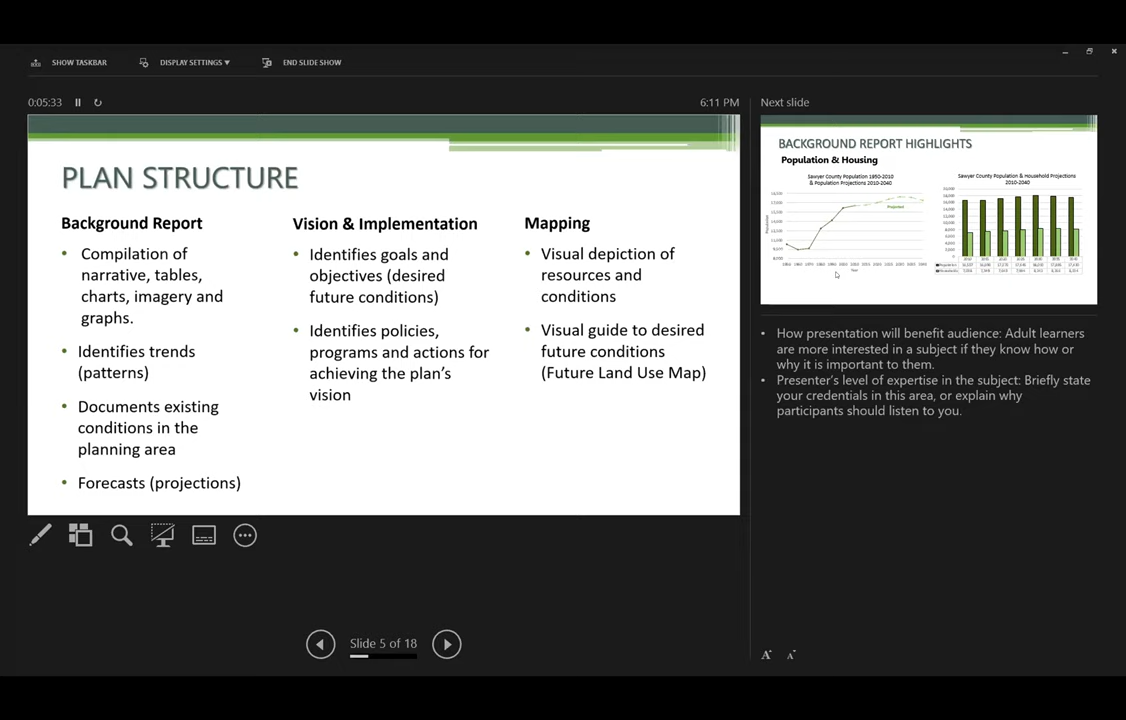 SHOW TASKBAR
DISPLAY SETTINGS ▼
END SLIDE SHOW
0:05:33
6:11 PM
PLAN STRUCTURE
Background Report
• Compilation of
narrative, tables,
charts, imagery and
graphs.
• Identifies trends
(patterns)
• Documents existing
conditions in the
planning area
• Forecasts (projections)
Vision & Implementation
• Identifies goals and
objectives (desired
future conditions)
• Identifies policies,
programs and actions for
achieving the plan's
vision
Mapping
• Visual depiction of
resources and
conditions
• Visual guide to desired
future conditions
(Future Land Use Map)
Slide 5 of 18
Next slide
BACKGROUND REPORT HIGHLIGHTS
Population & Housing
Sawyer County Population 1950-2010
& Population Projections 2010-2040
Projected
Sawyer County Population & Household Projections
2010-2040
• How presentation will benefit audience: Adult learners
are more interested in a subject if they know how or
why it is important to them.
• Presenter's level of expertise in the subject: Briefly state
your credentials in this area, or explain why
participants should listen to you.
A A